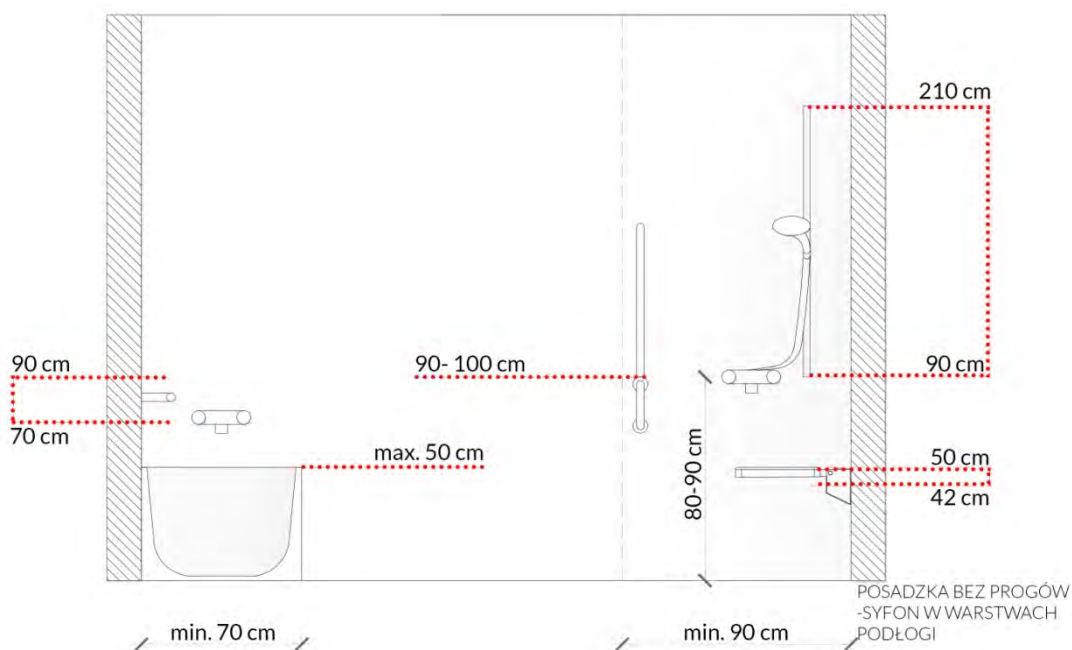 210 cm
90 cm
90- 100 cm
90 cm
70 cm
max. 50 cm
80-90 cm
50 cm
42 cm
POSADZKA BEZ PROGÓW
-SYFON W WARSTWACH
PODŁOGI
min. 70 cm
min. 90 cm